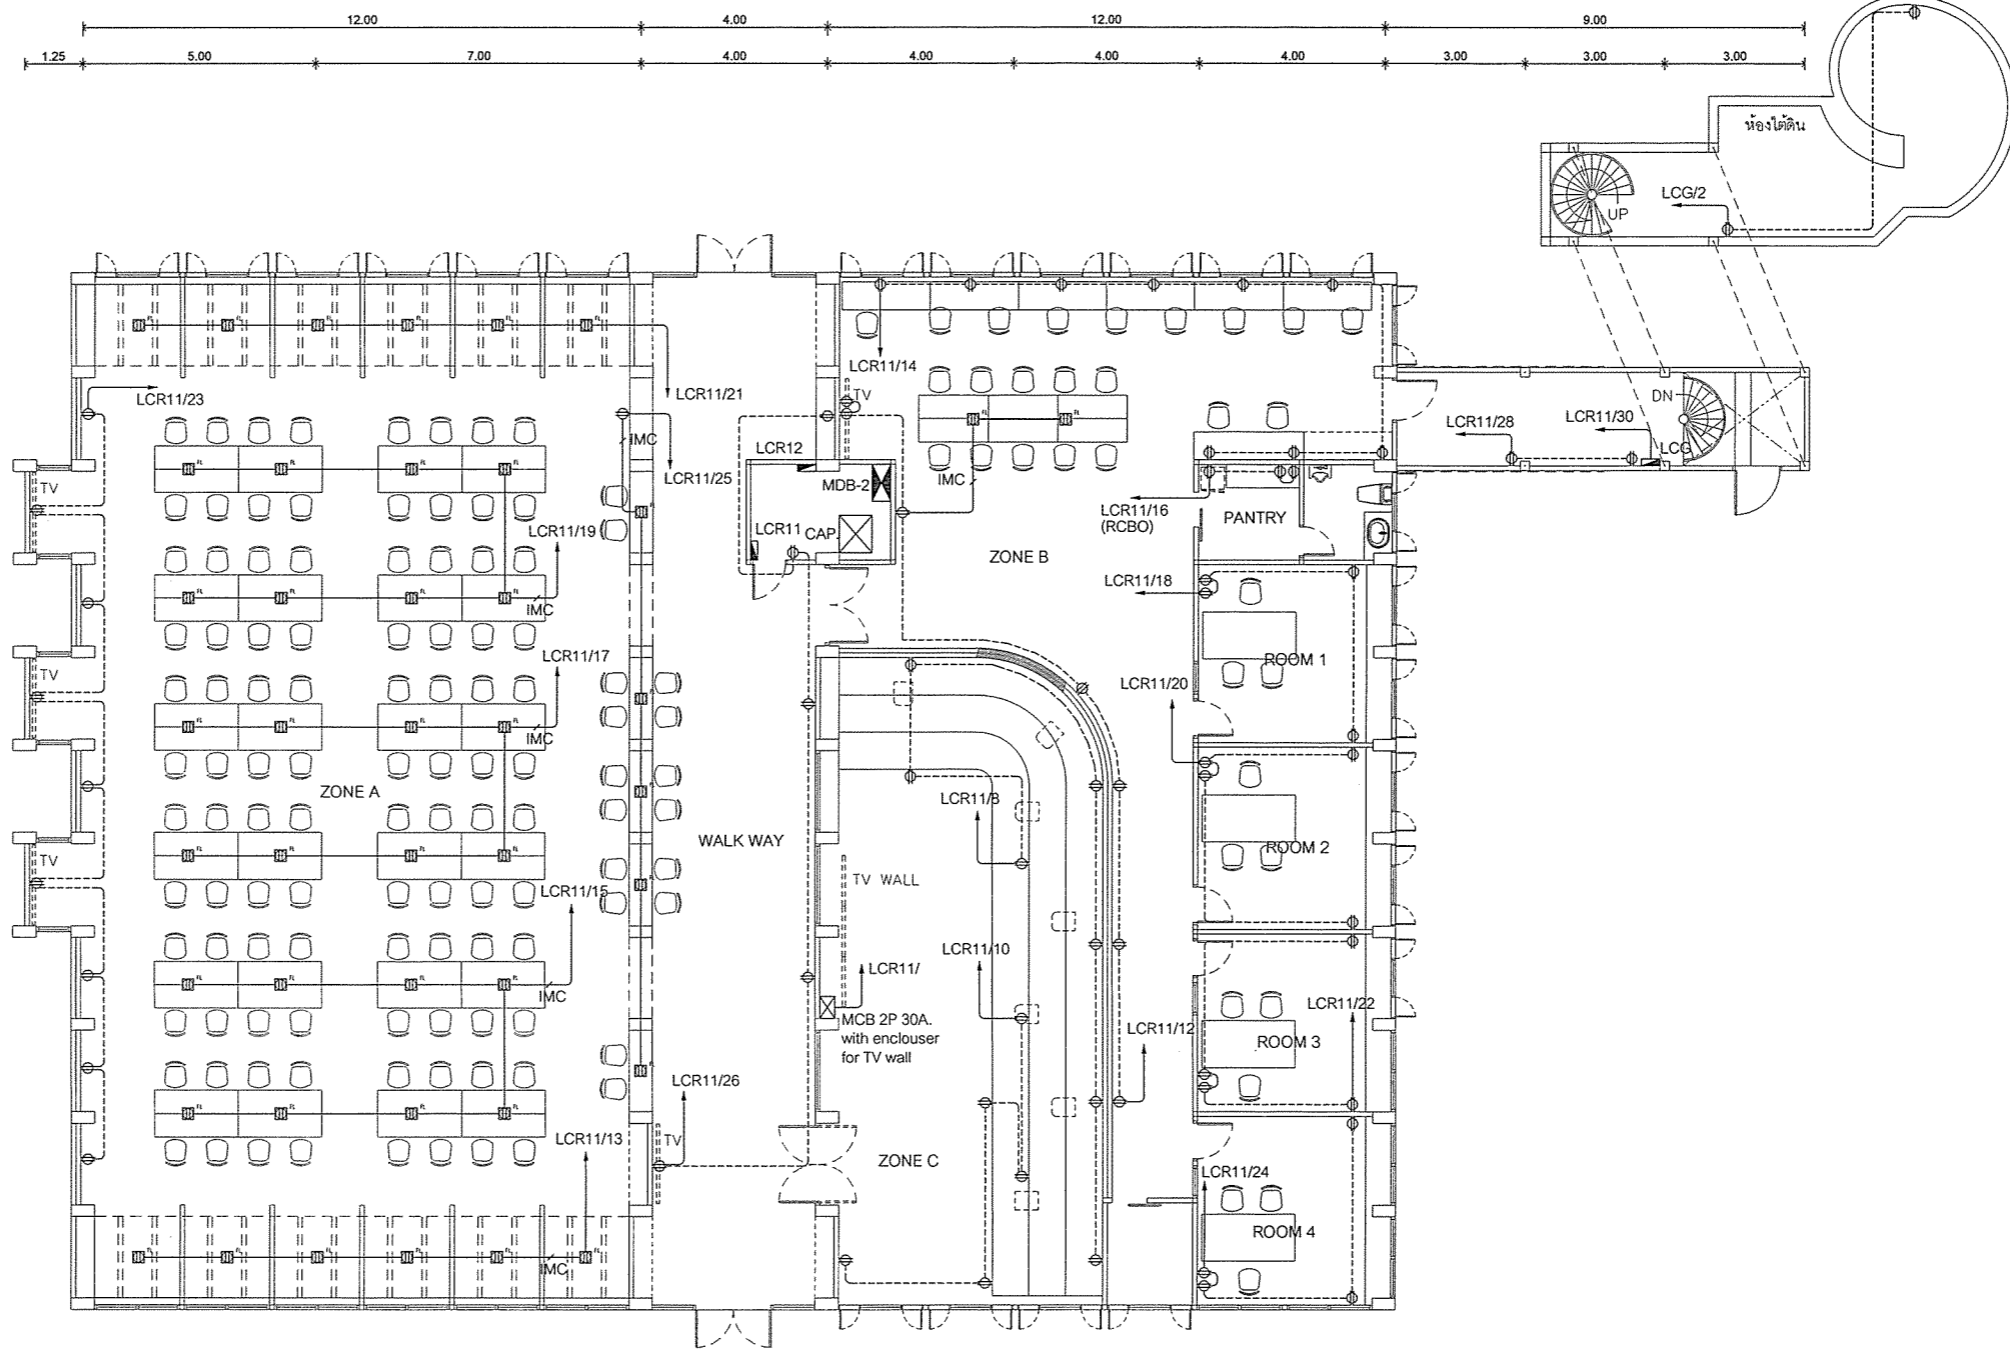 12.00 4.00 12.00 9.00
1.25 5.00 7.00 4.00 4.00 4.00 4.00 3.00 3.00 3.00
ห้องใต้ดิน
LCG/2
UP
LCR11/14
LCR11/21
LCR11/23
TV
DN
LCR11/28
LCR11/30
LCG
IMC
LCR12
LCR11/25
TV
MDB-2
IMC
LCR11/16
(RCBO)
PANTRY
LCR11/19
LCR11
CAP.
ZONE B
LCR11/18
IMC
LCR11/17
ROOM 1
TV
LCR11/20
IMC
ZONE A
LCR11/8
WALK WAY
ROOM 2
TV
TV WALL
LCR11/15
LCR11/10
LCR11/
IMC
LCR11/22
MCB 2P 30A.
with enclouser
for TV wall
LCR11/12
ROOM 3
LCR11/26
LCR11/13
TV
ZONE C
LCR11/24
ROOM 4
IMC